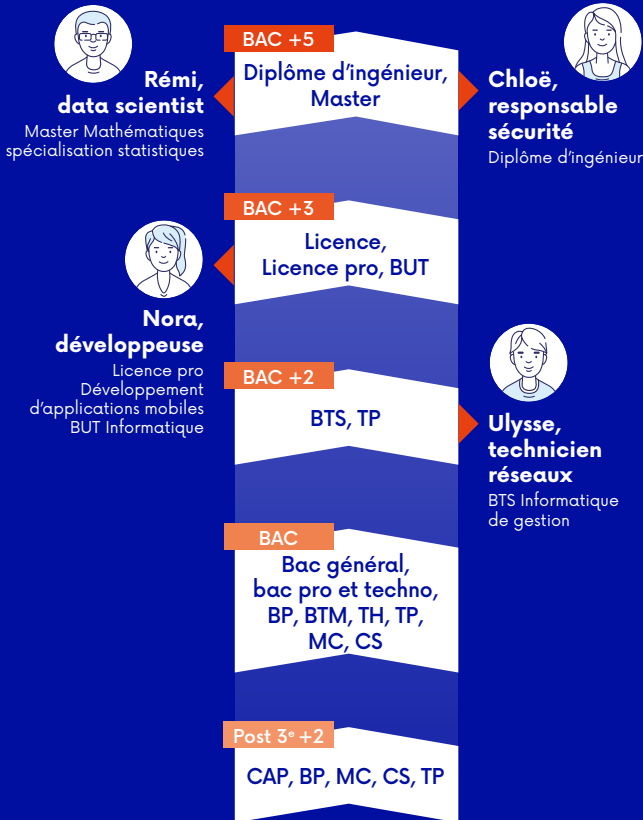 BAC +5
Diplôme d'ingénieur,
Master
Rémi,
data scientist
Master Mathématiques
spécialisation statistiques
Chloë,
responsable
sécurité
Diplôme d'ingénieur
BAC +3
Licence,
Licence pro, BUT
Nora,
développeuse
Licence pro
Développement
d'applications mobiles
BUT Informatique
BAC +2
BTS, TP
Ulysse,
technicien
réseaux
BTS Informatique
de gestion
BAC
Bac général,
bac pro et techno,
BP, BTM, TH, TP,
MC, CS
Post 3e +2
CAP, BP, MC, CS, TP